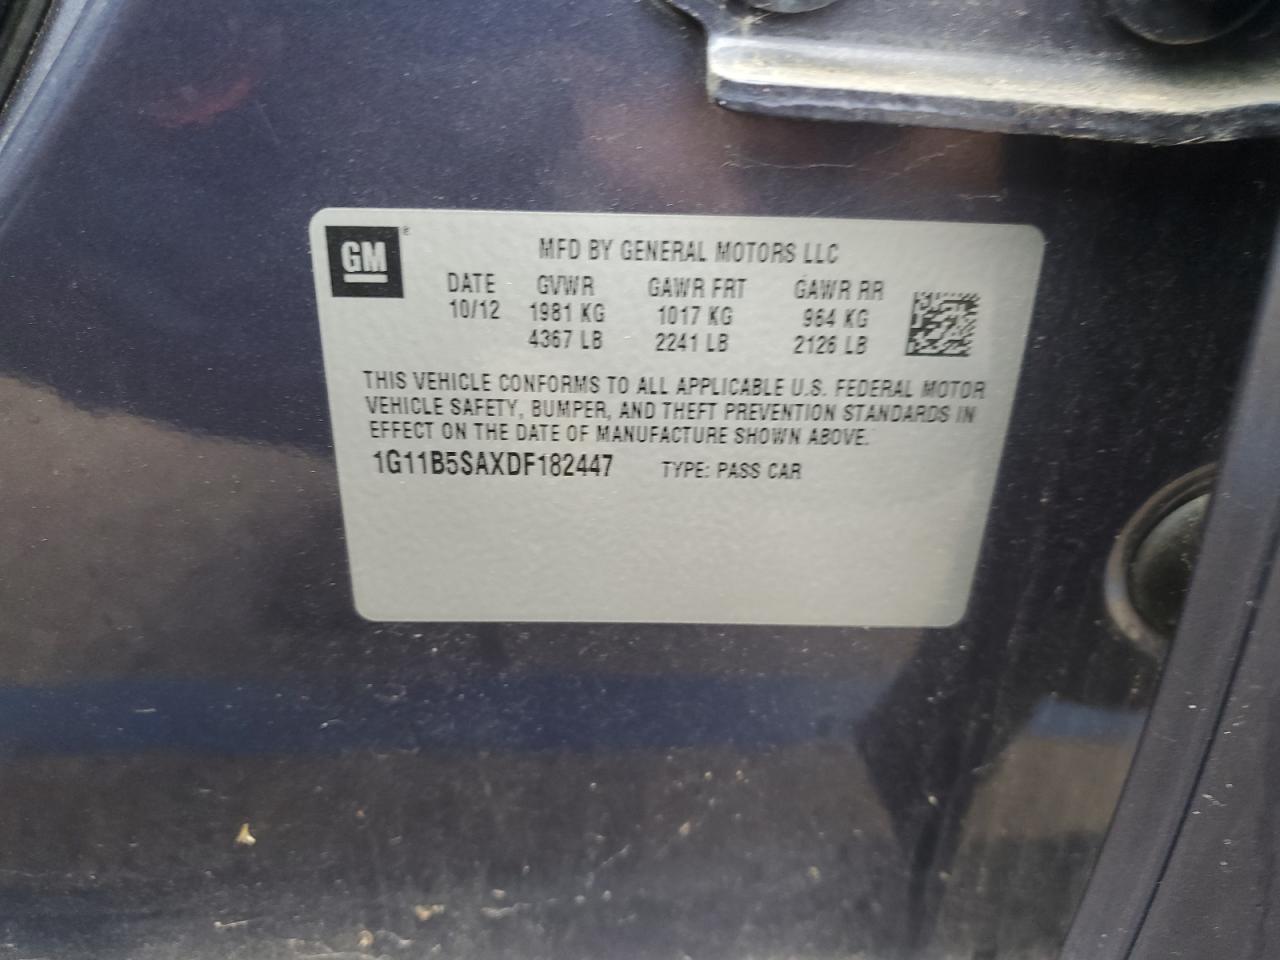 GM®
MFD BY GENERAL MOTORS LLC
DATE GVWR GAWR FRT GAWR RR
10/12 1981 KG 1017 KG 964 KG
4367 LB 2241 LB 2126 LB
THIS VEHICLE CONFORMS TO ALL APPLICABLE U.S. FEDERAL MOTOR
VEHICLE SAFETY, BUMPER, AND THEFT PREVENTION STANDARDS IN
EFFECT ON THE DATE OF MANUFACTURE SHOWN ABOVE.
1G11B5SAXDF182447 TYPE: PASS CAR